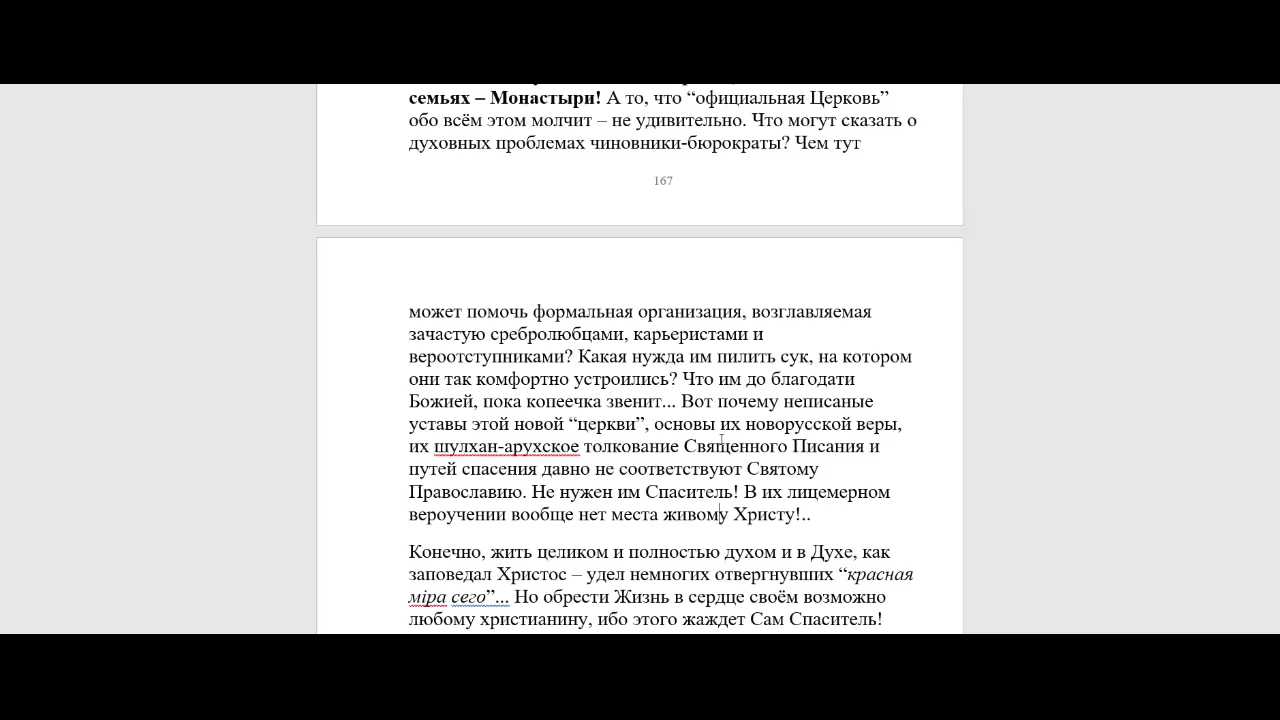 семьях – Монастыри! А то, что “официальная Церковь”
обо всём этом молчит – не удивительно. Что могут сказать о
духовных проблемах чиновники-бюрократы? Чем тут
167
может помочь формальная организация, возглавляемая
зачастую сребролюбцами, карьеристами и
вероотступниками? Какая нужда им пилить сук, на котором
они так комфортно устроились? Что им до благодати
Божией, пока копеечка звенит... Вот почему неписаные
уставы этой новой “церкви”, основы их новорусской веры,
их шулхан-арухское толкование Священного Писания и
путей спасения давно не соответствуют Святому
Православию. Не нужен им Спаситель! В их лицемерном
вероучении вообще нет места живому Христу!..
Конечно, жить целиком и полностью духом и в Духе, как
заповедал Христос – удел немногих отвергнувших “красная
міра сего”... Но обрести Жизнь в сердце своём возможно
любому христианину, ибо этого жаждет Сам Спаситель!